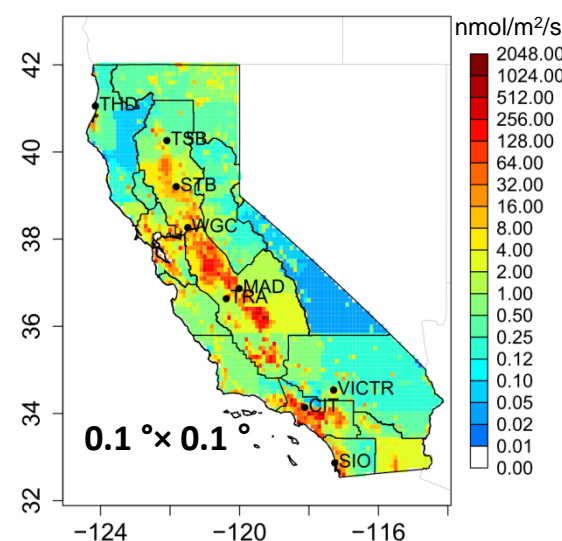 nmol/m²/s
2048.00
1024.00
512.00
256.00
128.00
64.00
32.00
16.00
8.00
4.00
2.00
1.00
0.50
0.25
0.12
0.10
0.05
0.02
0.01
0.00
42
40
38
36
34
32
THD
TSB
STB
WGC
MAD
TRA
VICTR
CIT
SIO
0.1 °× 0.1 °
−124
−120
−116